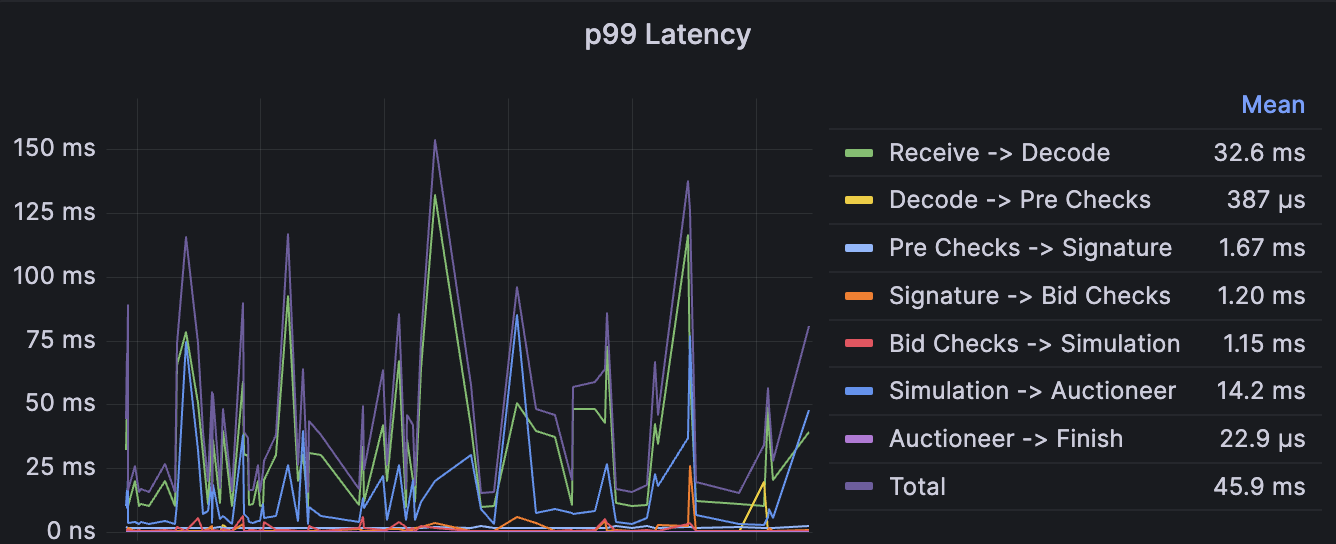 p99 Latency
Mean
150 ms
125 ms
100 ms
75 ms
50 ms
25 ms
0 ns
Receive -> Decode 32.6 ms
Decode -> Pre Checks 387 µs
Pre Checks -> Signature 1.67 ms
Signature -> Bid Checks 1.20 ms
Bid Checks -> Simulation 1.15 ms
Simulation -> Auctioneer 14.2 ms
Auctioneer -> Finish 22.9 µs
Total 45.9 ms